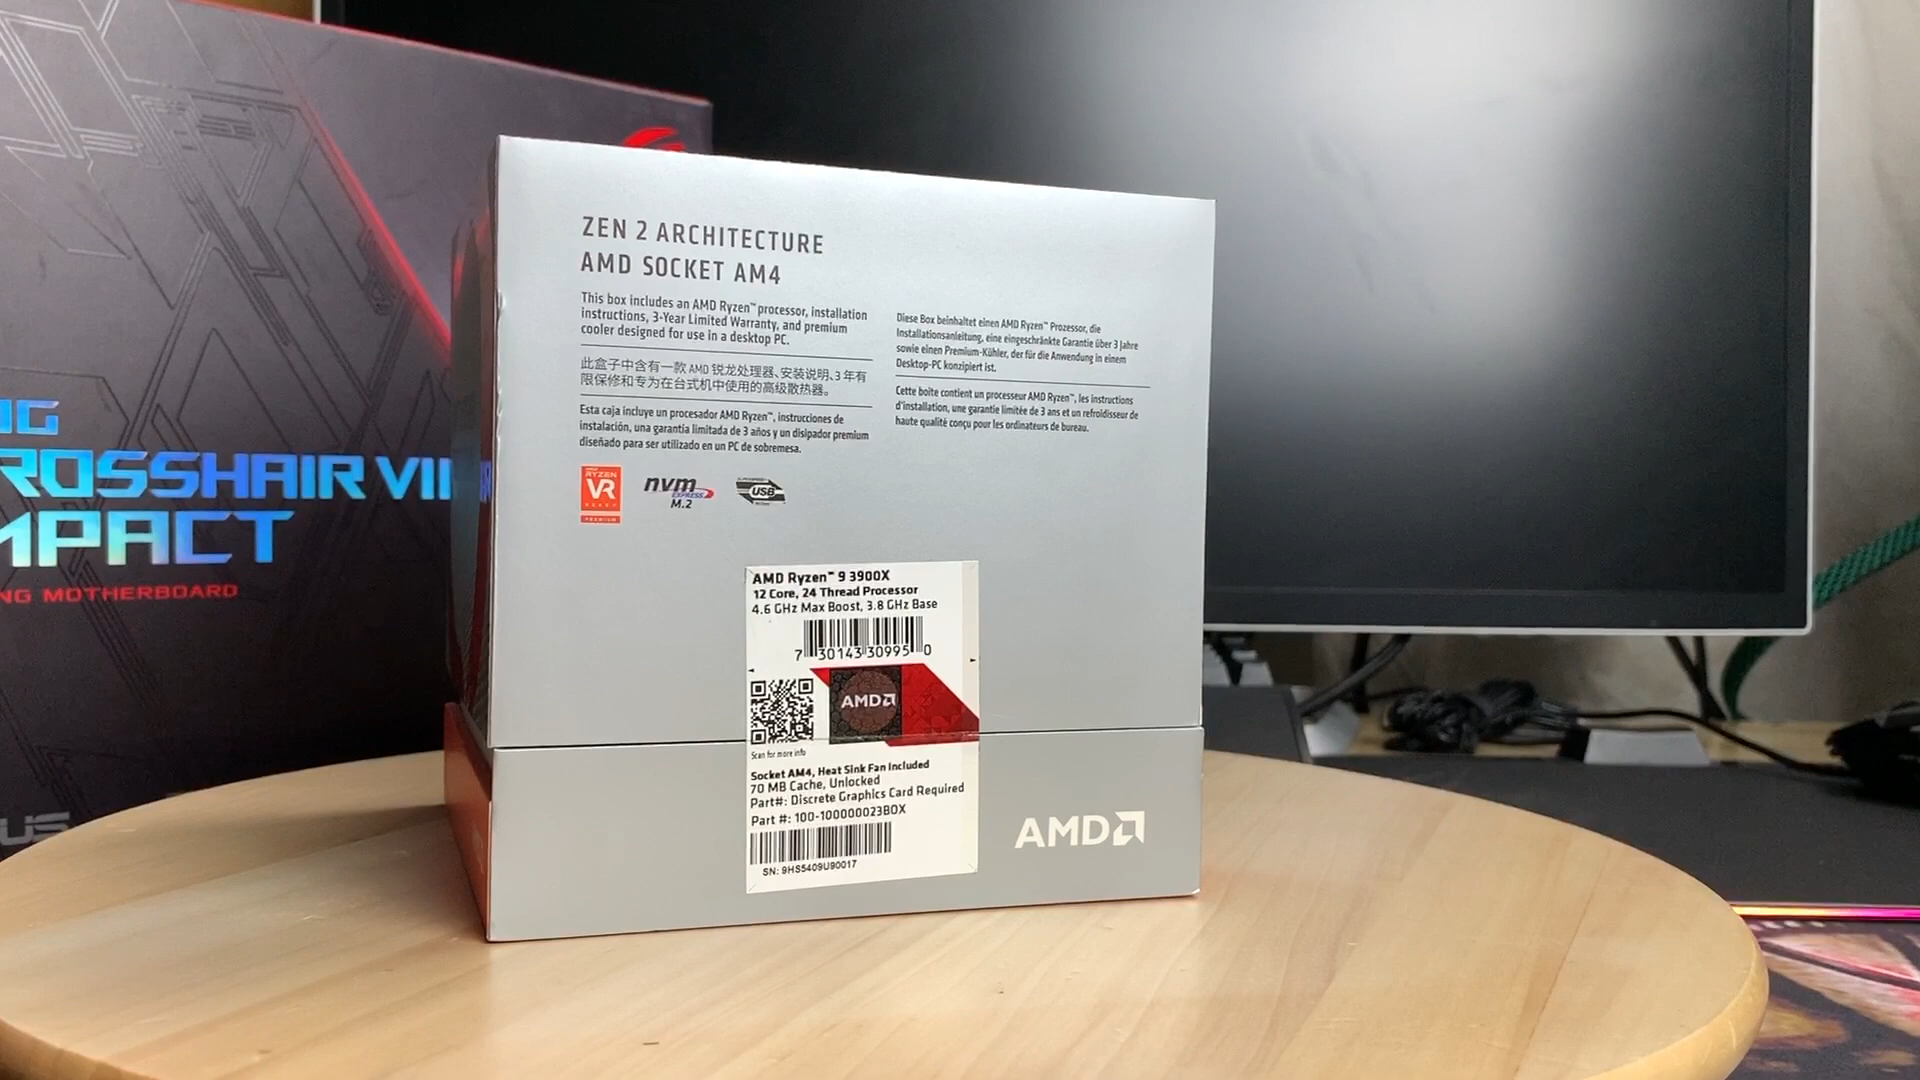 ZEN 2 ARCHITECTURE
AMD SOCKET AM4
This box includes an AMD Ryzen™ processor, installation
instructions, 3-Year Limited Warranty, and premium
cooler designed for use in a desktop PC.
此盒子中含有一款 AMD 锐龙处理器、安装说明、3 年有
限保修和专为在台式机中使用的高级散热器。
Esta caja incluye un procesador AMD Ryzen™, instrucciones de
instalación, una garantía limitada de 3 años y un disipador premium
diseñado para ser utilizado en un PC de sobremesa.
Diese Box beinhaltet einen AMD Ryzen™ Prozessor, die
Installationsanleitung, eine eingeschränkte Garantie über 3 Jahre
sowie einen Premium-Kühler, der für die Anwendung in einem
Desktop-PC konzipiert ist.
Cette boite contient un processeur AMD Ryzen™, les instructions
d'installation, une garantie limitée de 3 ans et un refroidisseur de
haute qualité conçu pour les ordinateurs de bureau.
RYZEN
VR
READY
PREMIUM
nvm
EXPRESS
M.2
USB
AMD Ryzen™ 9 3900X
12 Core, 24 Thread Processor
4.6 GHz Max Boost, 3.8 GHz Base
7 30143 30995 0
AMD
Scan for more info
Socket AM4, Heat Sink Fan Included
70 MB Cache, Unlocked
Part#: Discrete Graphics Card Required
Part #: 100-100000023BOX
SN: 9HS5409U90017
AMD
ROSSHAIR VII
MPACT
NG MOTHERBOARD
US